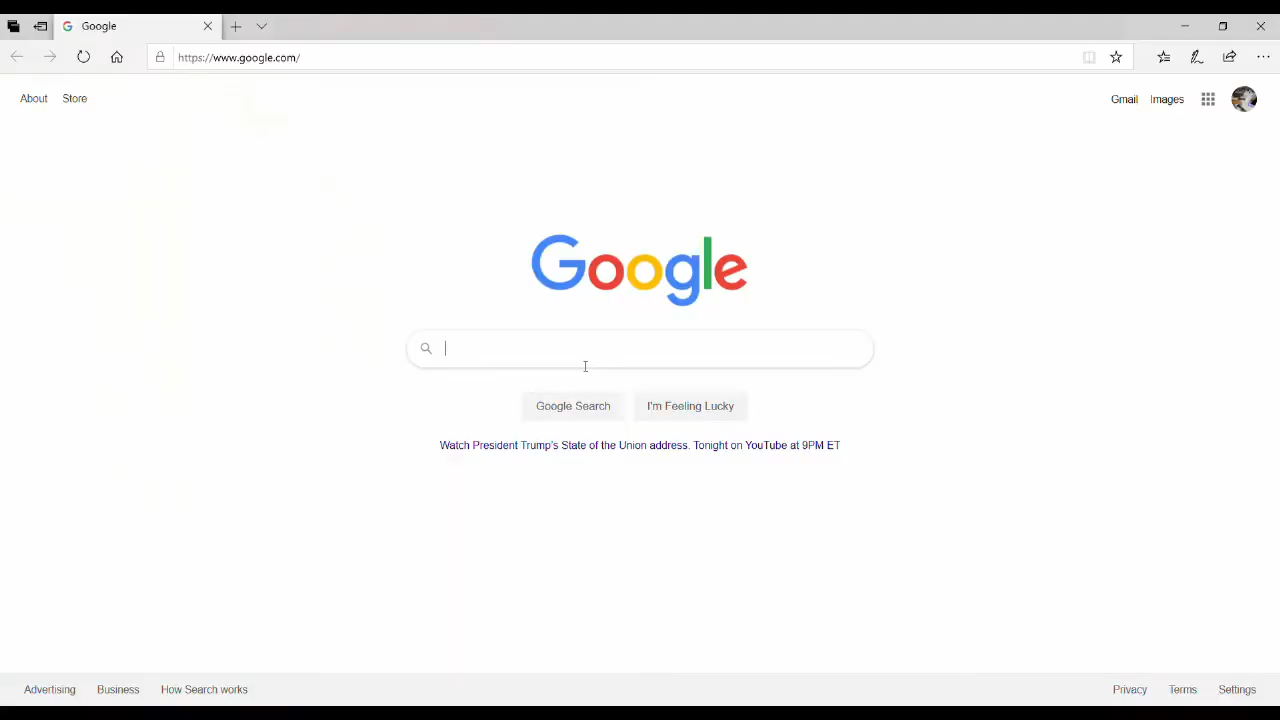 Google
https://www.google.com/
About Store
Gmail Images
Google
Google Search I'm Feeling Lucky
Watch President Trump's State of the Union address. Tonight on YouTube at 9PM ET
Advertising Business How Search works
Privacy Terms Settings